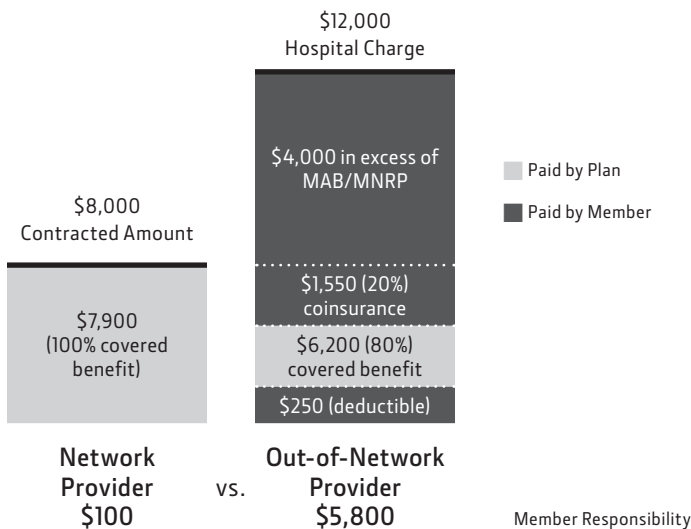 $12,000
Hospital Charge
$4,000 in excess of
MAB/MNRP
Paid by Plan
Paid by Member
$8,000
Contracted Amount
$1,550 (20%)
coinsurance
$7,900
(100% covered
benefit)
$6,200 (80%)
covered benefit
$250 (deductible)
Network
Provider
$100
vs.
Out-of-Network
Provider
$5,800
Member Responsibility